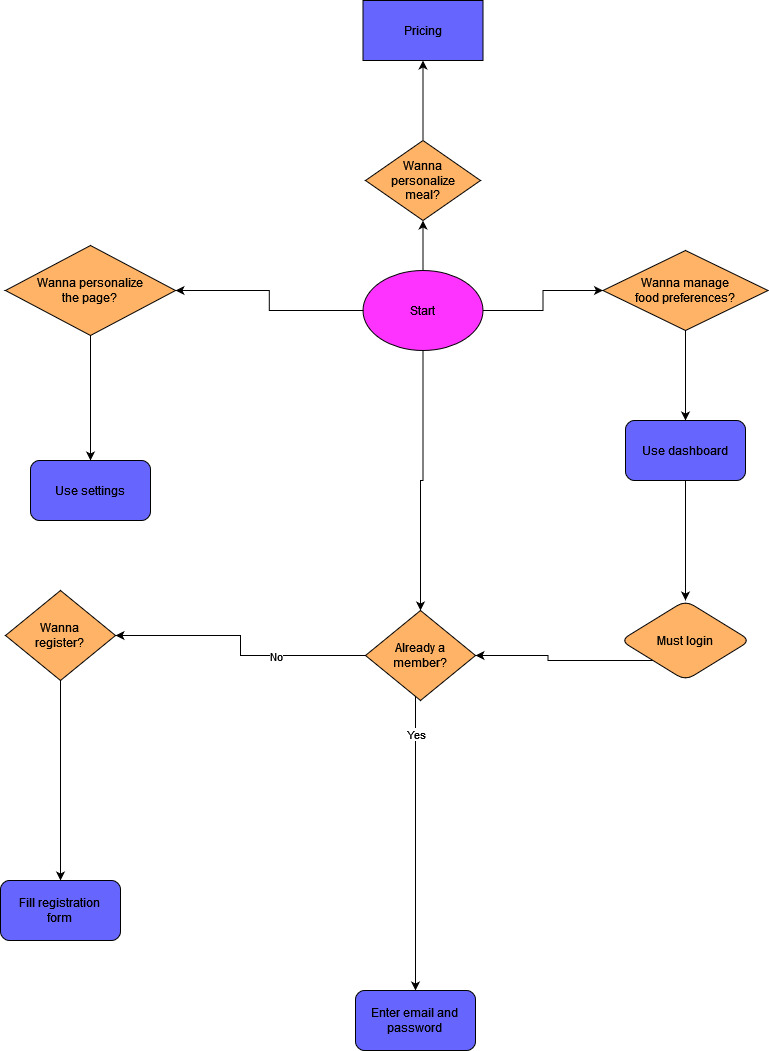 Pricing
Wanna
personalize
meal?
Wanna personalize
the page?
Start
Wanna manage
food preferences?
Use settings
Use dashboard
Wanna
register?
No
Already a
member?
Must login
Yes
Fill registration
form
Enter email and
password